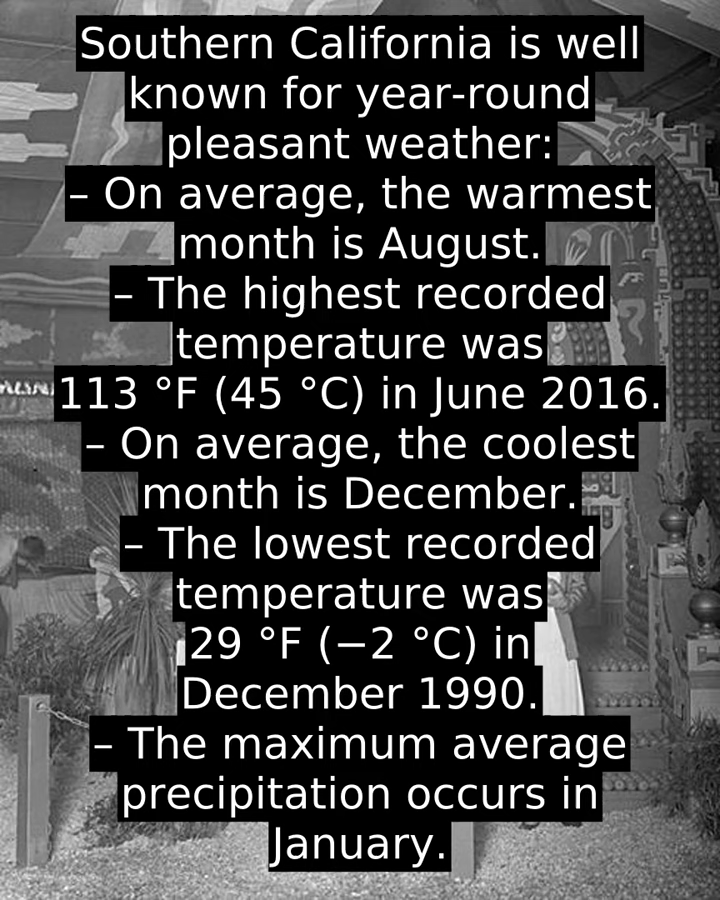 Southern California is well
known for year-round
pleasant weather:
– On average, the warmest
month is August.
– The highest recorded
temperature was
113 °F (45 °C) in June 2016.
– On average, the coolest
month is December.
– The lowest recorded
temperature was
29 °F (−2 °C) in
December 1990.
– The maximum average
precipitation occurs in
January.